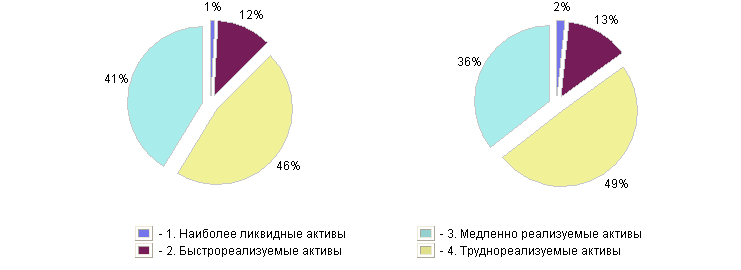 1%
12%
41%
46%
2%
13%
36%
49%
- 1. Наиболее ликвидные активы
- 2. Быстрореализуемые активы
- 3. Медленно реализуемые активы
- 4. Труднореализуемые активы